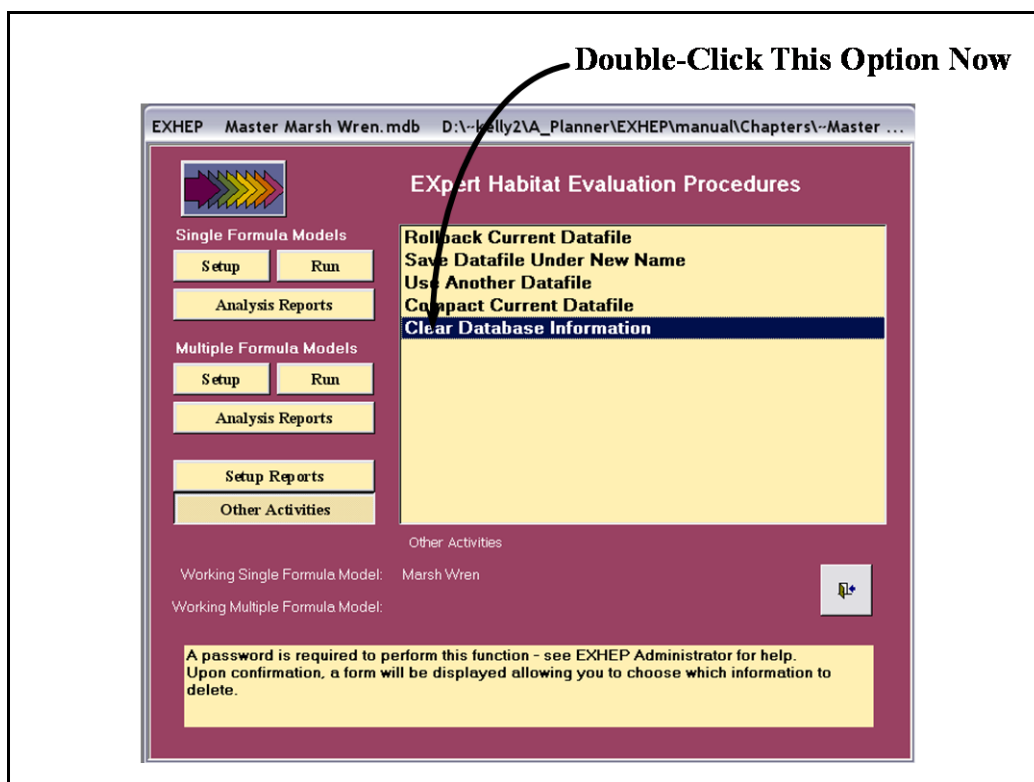 Double-Click This Option Now
EXHEP Master Marsh Wren.mdb D:\~kelly2\A_Planner\EXHEP\manual\Chapters\~Master ...
EXpert Habitat Evaluation Procedures
Single Formula Models
Setup Run
Analysis Reports
Multiple Formula Models
Setup Run
Analysis Reports
Setup Reports
Other Activities
Rollback Current Datafile
Save Datafile Under New Name
Use Another Datafile
Compact Current Datafile
Clear Database Information
Other Activities
Working Single Formula Model: Marsh Wren
Working Multiple Formula Model:
A password is required to perform this function - see EXHEP Administrator for help.
Upon confirmation, a form will be displayed allowing you to choose which information to
delete.